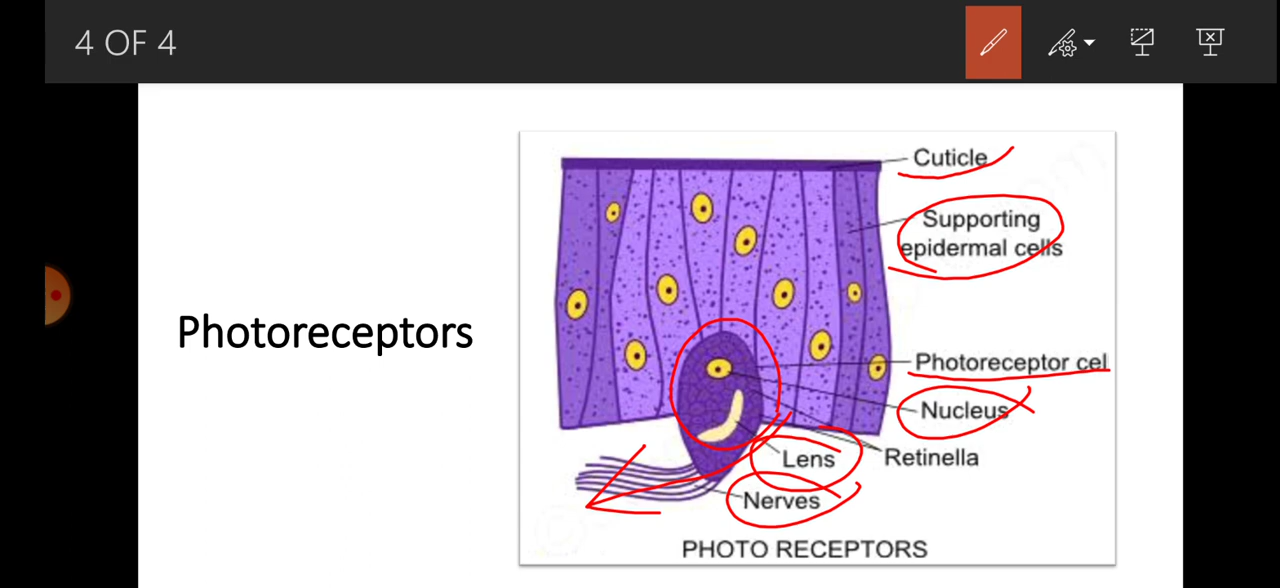 4 OF 4
Photoreceptors
Cuticle
Supporting
epidermal cells
Photoreceptor cel
Nucleus
Retinella
Lens
Nerves
PHOTO RECEPTORS